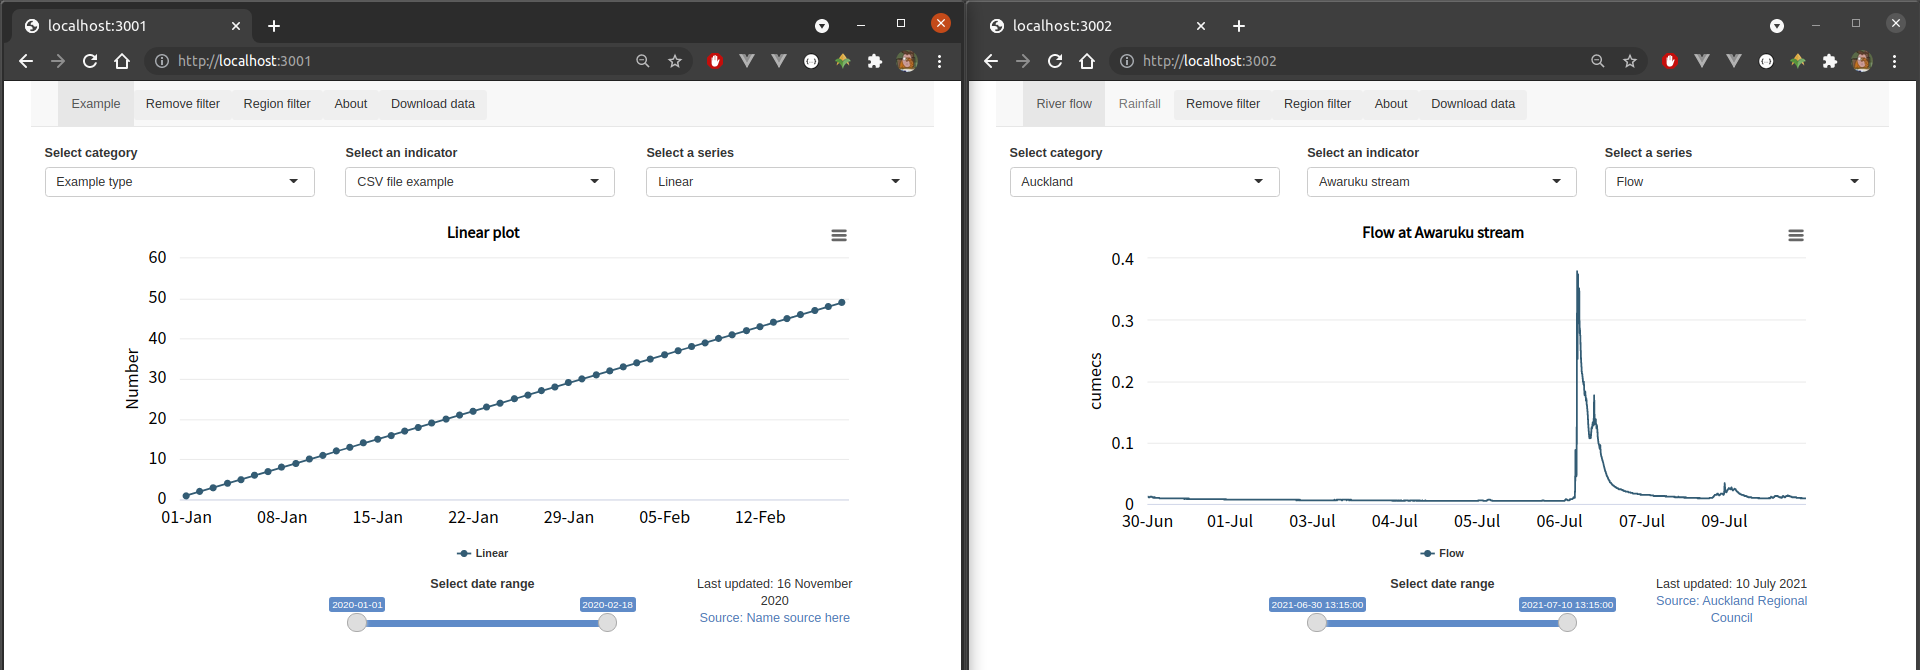 localhost:3001
http://localhost:3001
Example Remove filter Region filter About Download data
Select category Select an indicator Select a series
Example type CSV file example Linear
Linear plot
60
50
40
30
20
10
0
Number
01-Jan 08-Jan 15-Jan 22-Jan 29-Jan 05-Feb 12-Feb
Linear
Select date range
2020-01-01 2020-02-18
Last updated: 16 November
2020
Source: Name source here
localhost:3002
http://localhost:3002
River flow Rainfall Remove filter Region filter About Download data
Select category Select an indicator Select a series
Auckland Awaruku stream Flow
Flow at Awaruku stream
0.4
0.3
0.2
0.1
0
cumecs
30-Jun 01-Jul 03-Jul 04-Jul 05-Jul 06-Jul 07-Jul 09-Jul
Flow
Select date range
2021-06-30 13:15:00 2021-07-10 13:15:00
Last updated: 10 July 2021
Source: Auckland Regional
Council